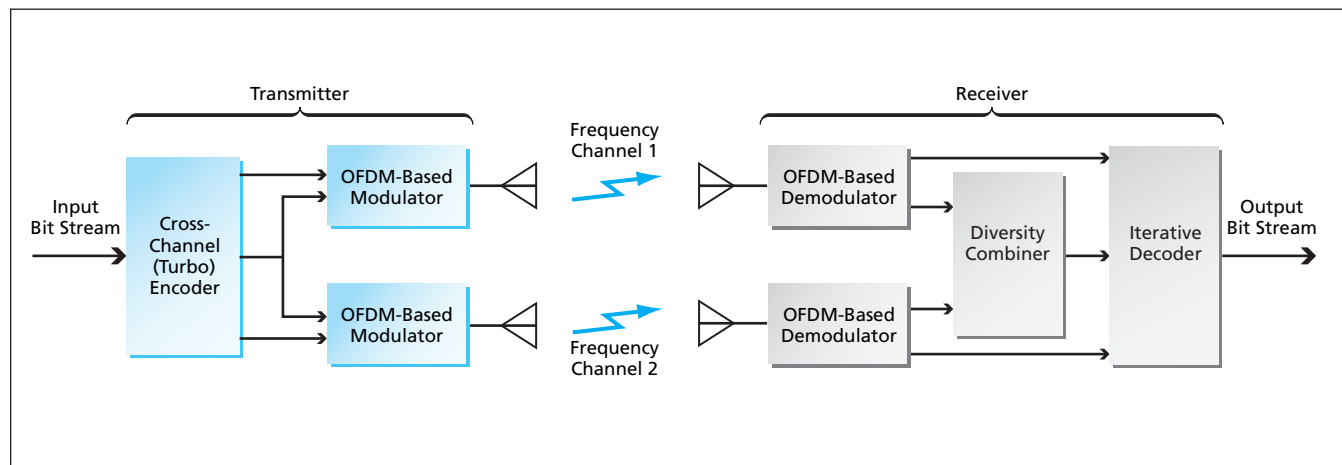 Transmitter
Receiver
Frequency
Channel 1
Input
Bit Stream
Cross-
Channel
(Turbo)
Encoder
OFDM-Based
Modulator
OFDM-Based
Modulator
Frequency
Channel 2
OFDM-Based
Demodulator
OFDM-Based
Demodulator
Diversity
Combiner
Iterative
Decoder
Output
Bit Stream